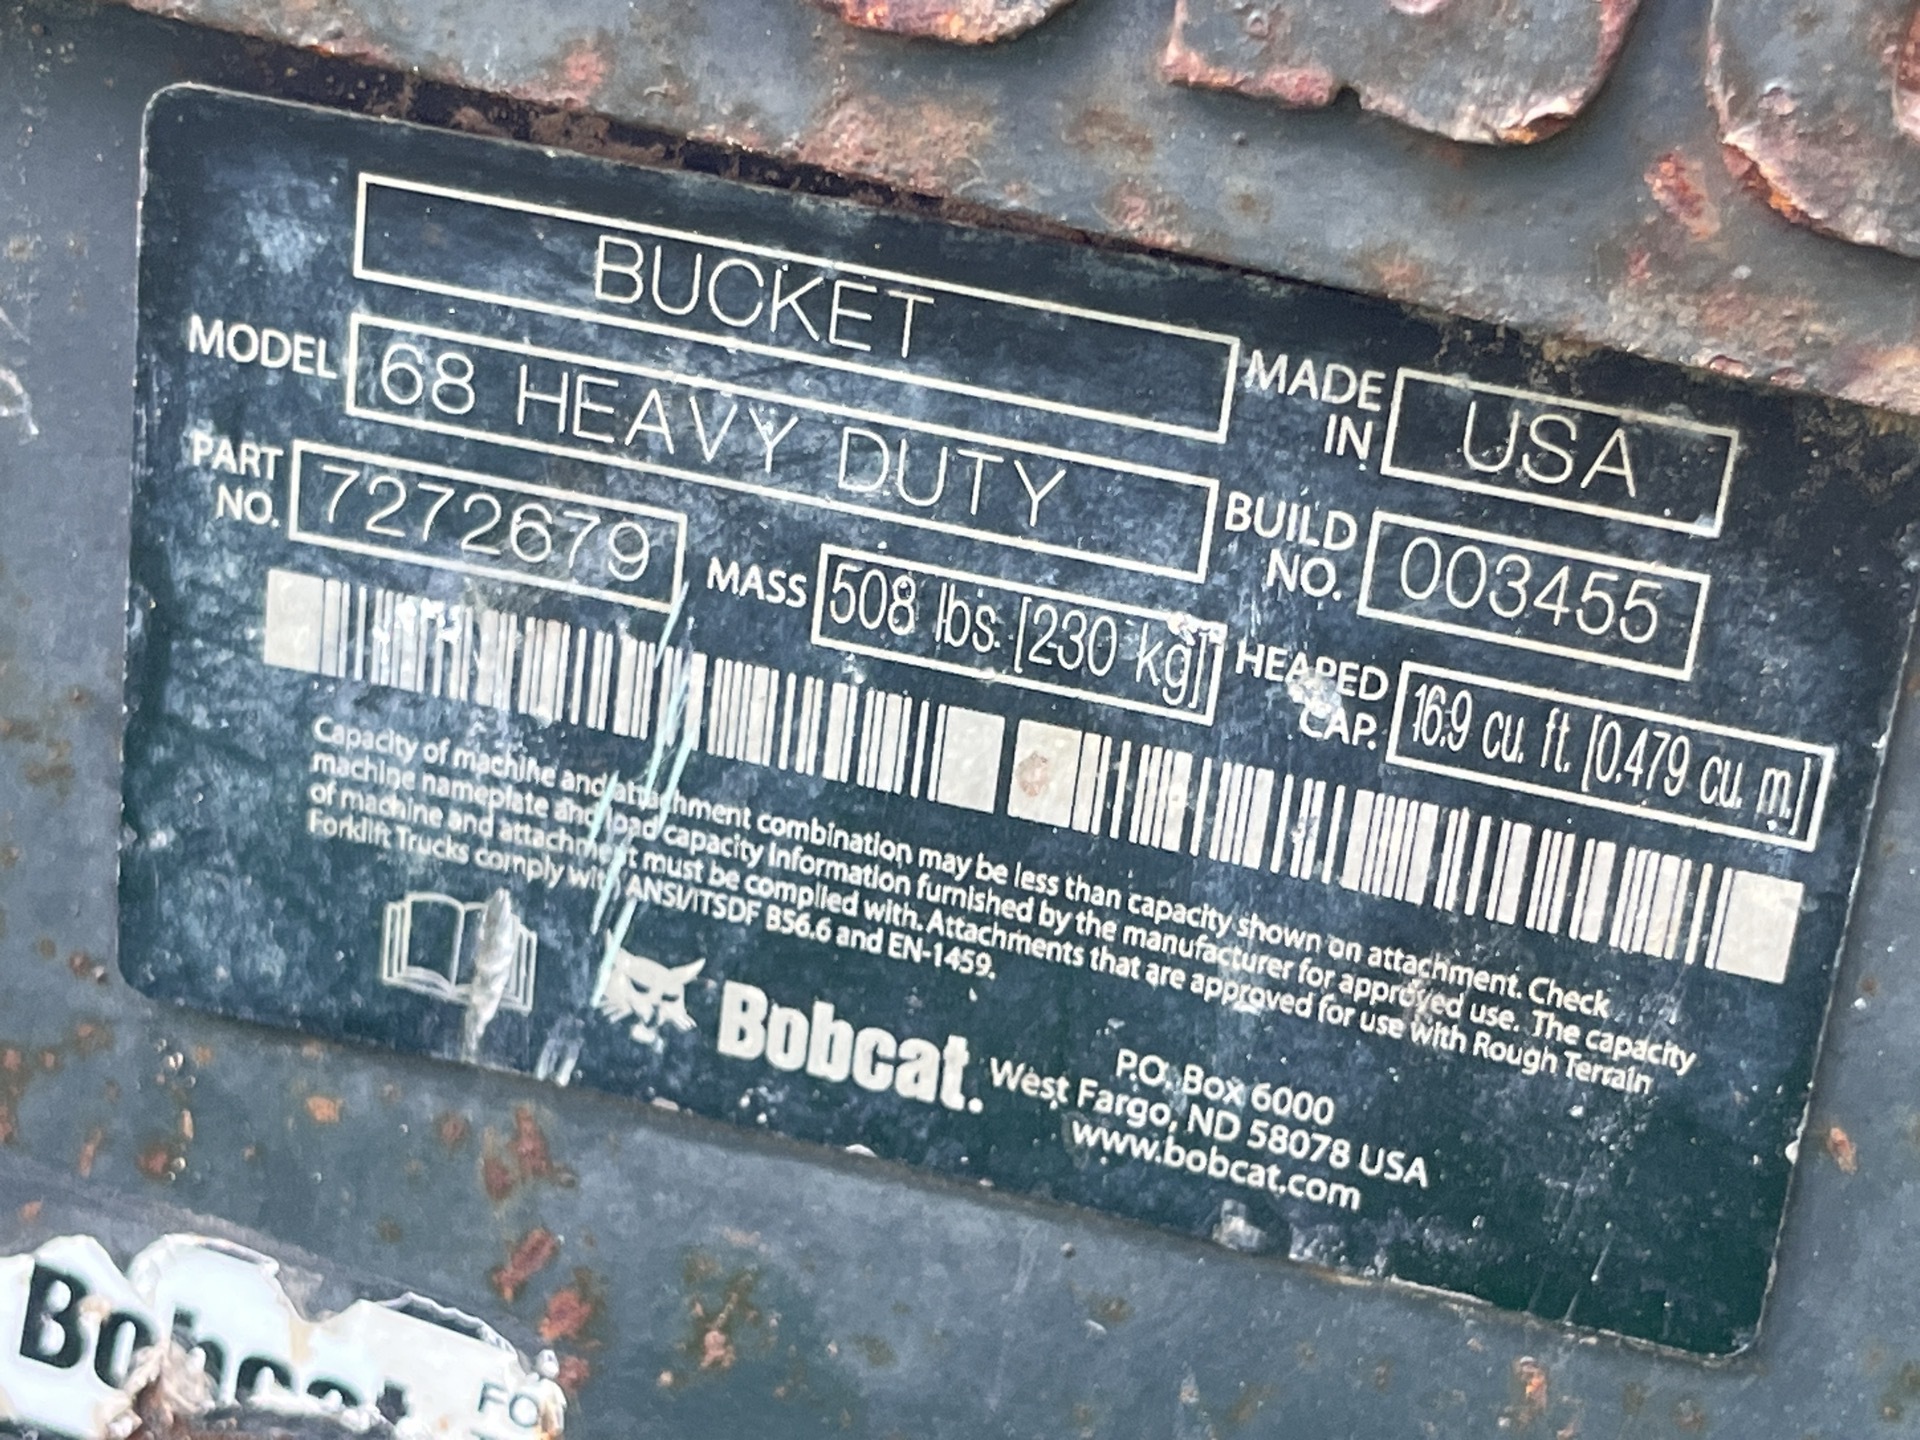 BUCKET
MODEL 68 HEAVY DUTY
MADE IN USA
PART NO. 7272679
MASS 508 lbs. [230 kg]
BUILD NO. 003455
HEAPED CAP. 16.9 cu. ft. [0.479 cu. m.]
Capacity of machine and attachment combination may be less than capacity shown on attachment. Check
machine nameplate and load capacity information furnished by the manufacturer for approved use. The capacity
of machine and attachment must be complied with. Attachments that are approved for use with Rough Terrain
Forklift Trucks comply with ANSI/ITSDF B56.6 and EN-1459.
Bobcat.
P.O. Box 6000
West Fargo, ND 58078 USA
www.bobcat.com
Bobcat